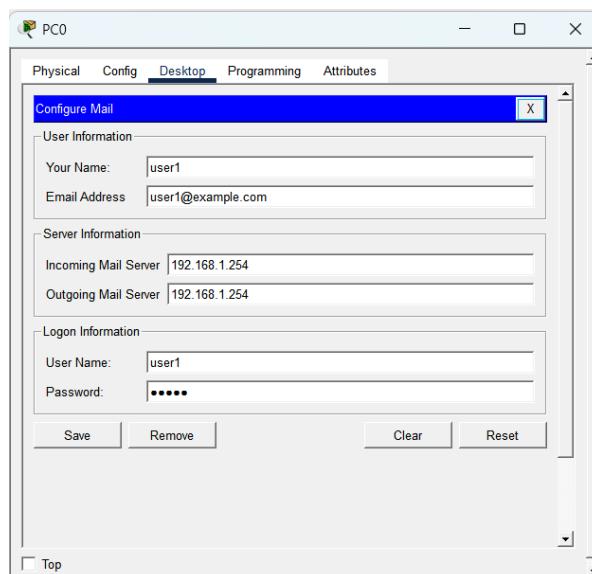 PC0
Physical Config Desktop Programming Attributes
Configure Mail X
User Information
Your Name: user1
Email Address user1@example.com
Server Information
Incoming Mail Server 192.168.1.254
Outgoing Mail Server 192.168.1.254
Logon Information
User Name: user1
Password: ●●●●●
Save Remove Clear Reset
Top